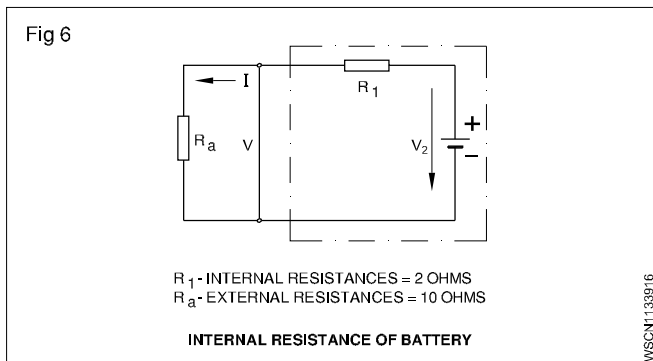 Fig 6
I
R1
Ra
V
V2
+
–
R1- INTERNAL RESISTANCES = 2 OHMS
Ra- EXTERNAL RESISTANCES = 10 OHMS
INTERNAL RESISTANCE OF BATTERY
WSCN1133916